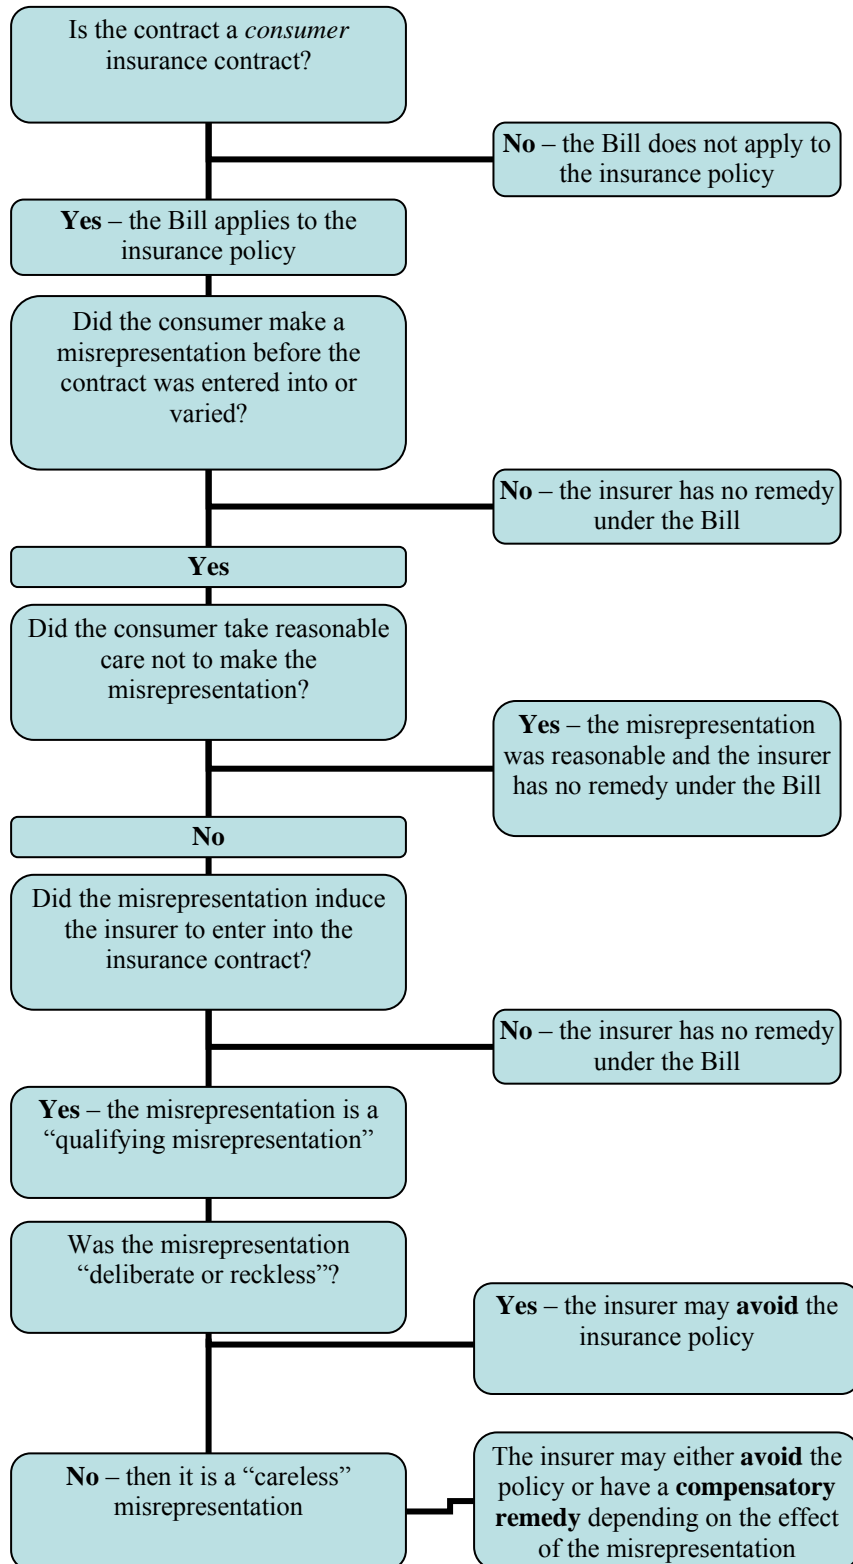 Is the contract a consumer
insurance contract?
No – the Bill does not apply to
the insurance policy
Yes – the Bill applies to the
insurance policy
Did the consumer make a
misrepresentation before the
contract was entered into or
varied?
No – the insurer has no remedy
under the Bill
Yes
Did the consumer take reasonable
care not to make the
misrepresentation?
Yes – the misrepresentation
was reasonable and the insurer
has no remedy under the Bill
No
Did the misrepresentation induce
the insurer to enter into the
insurance contract?
No – the insurer has no remedy
under the Bill
Yes – the misrepresentation is a
“qualifying misrepresentation”
Was the misrepresentation
“deliberate or reckless”?
Yes – the insurer may avoid the
insurance policy
No – then it is a “careless”
misrepresentation
The insurer may either avoid the
policy or have a compensatory
remedy depending on the effect
of the misrepresentation